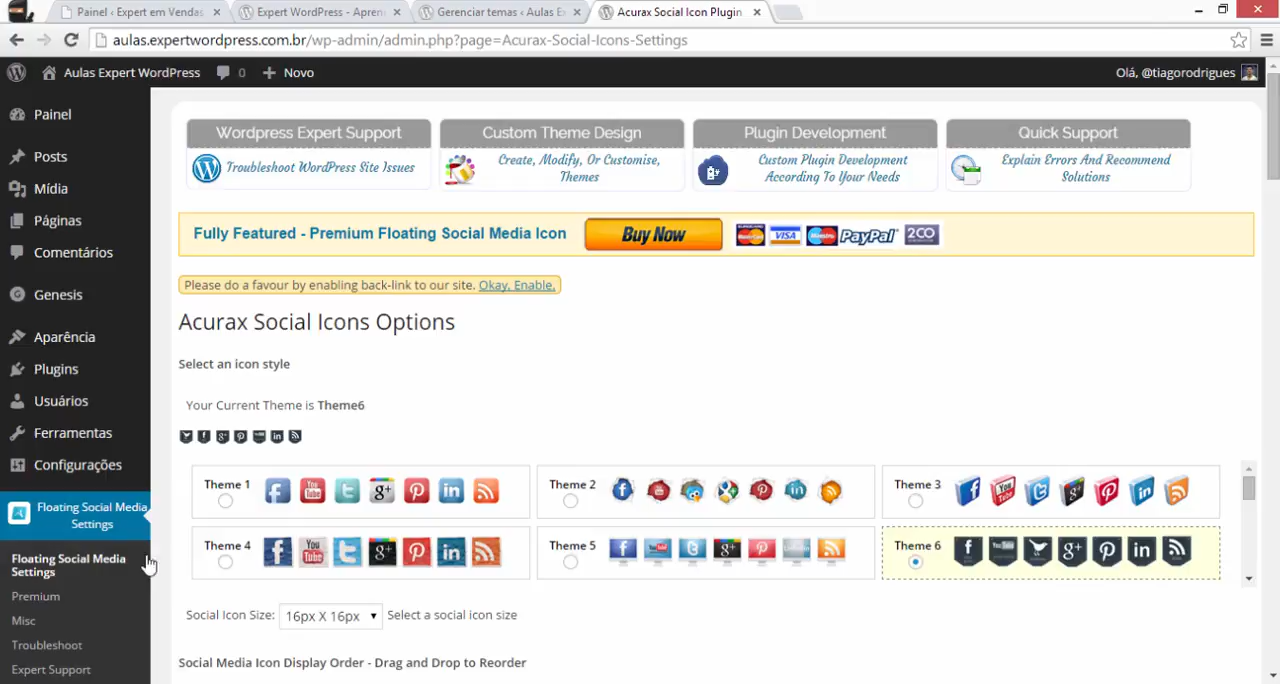 Painel ‹ Expert em Vendas
Expert WordPress - Apren
Gerenciar temas ‹ Aulas E
Acurax Social Icon Plugin
aulas.expertwordpress.com.br/wp-admin/admin.php?page=Acurax-Social-Icons-Settings
Aulas Expert WordPress
0
Novo
Olá, @tiagorodrigues
Painel
Posts
Mídia
Páginas
Comentários
Genesis
Aparência
Plugins
Usuários
Ferramentas
Configurações
Floating Social Media
Settings
Floating Social Media
Settings
Premium
Misc
Troubleshoot
Expert Support
Wordpress Expert Support
Troubleshoot WordPress Site Issues
Custom Theme Design
Create, Modify, Or Customise,
Themes
Plugin Development
Custom Plugin Development
According To Your Needs
Quick Support
Explain Errors And Recommend
Solutions
Fully Featured - Premium Floating Social Media Icon
Buy Now
VISA
PayPal
2CO
Please do a favour by enabling back-link to our site. Okay, Enable.
Acurax Social Icons Options
Select an icon style
Your Current Theme is Theme6
Theme 1
Theme 2
Theme 3
Theme 4
Theme 5
Theme 6
Social Icon Size:
16px X 16px
Select a social icon size
Social Media Icon Display Order - Drag and Drop to Reorder